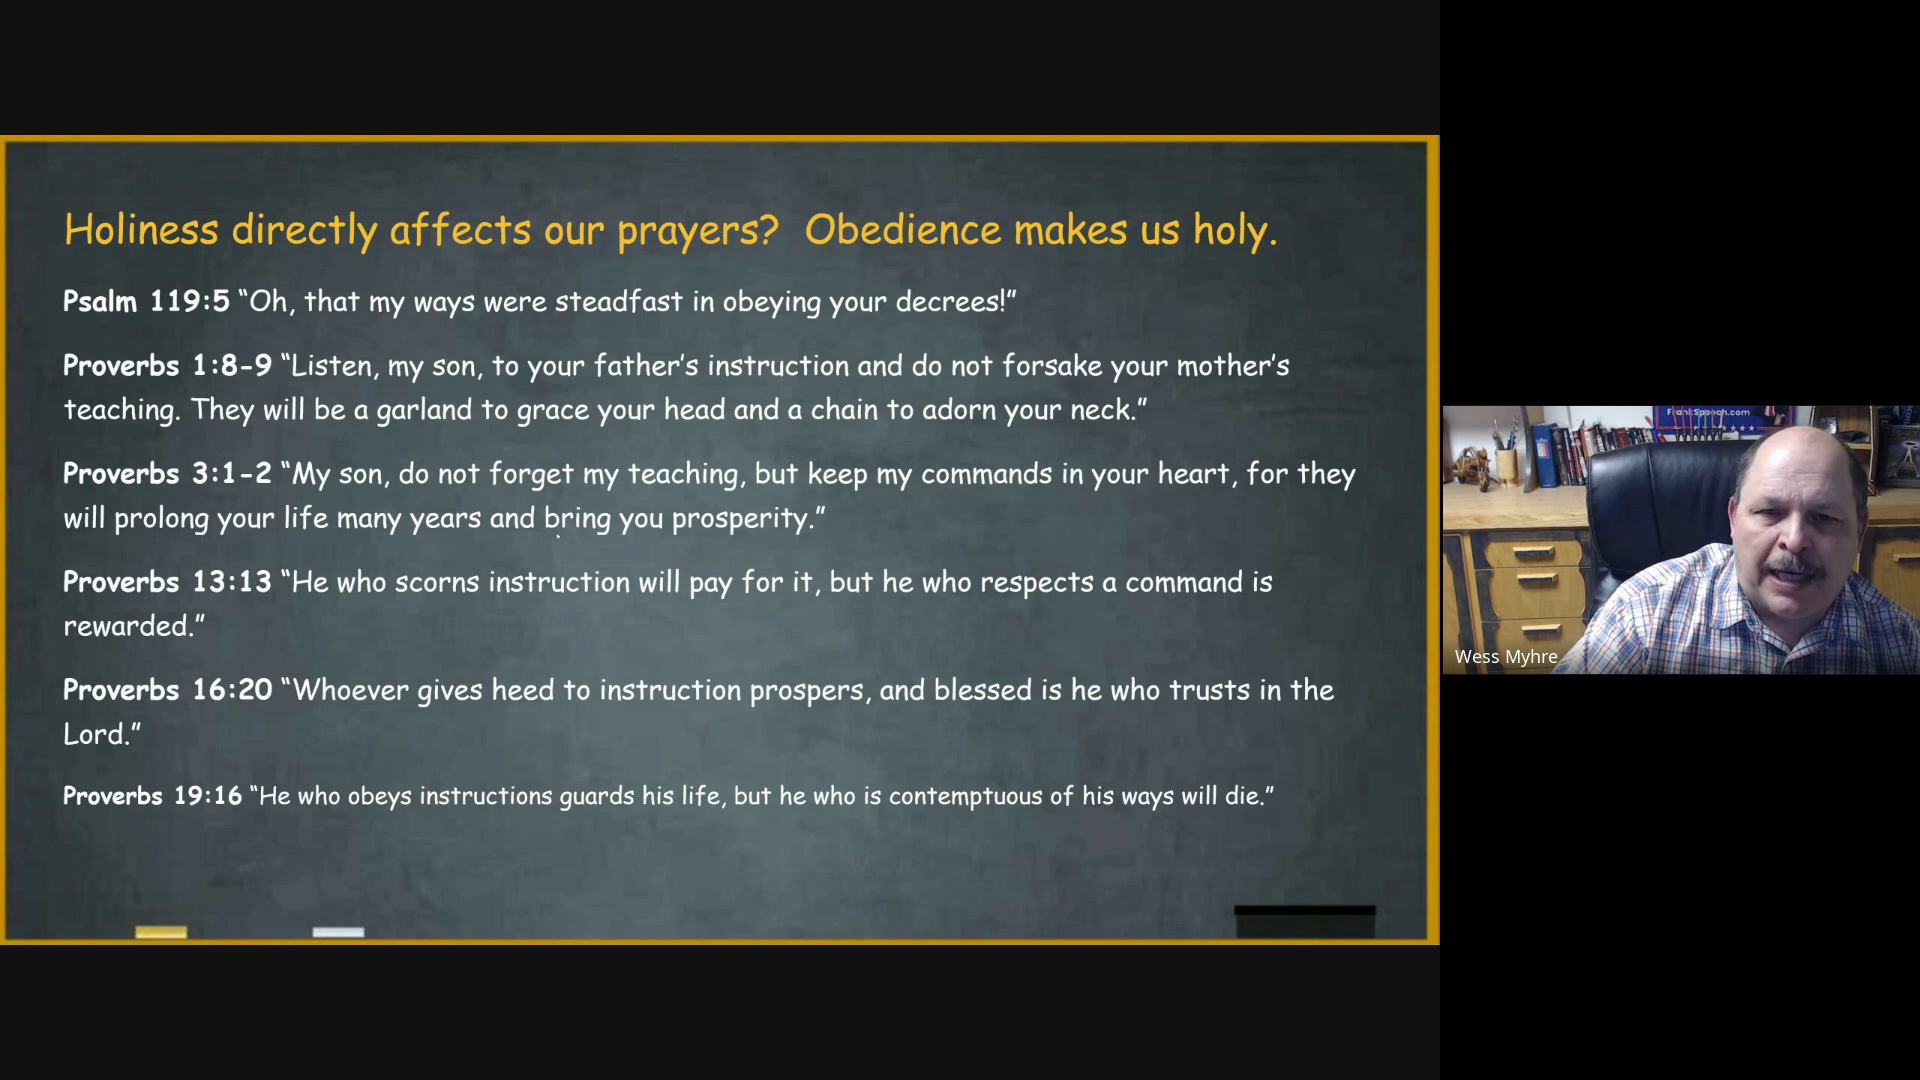 Holiness directly affects our prayers? Obedience makes us holy.
Psalm 119:5 “Oh, that my ways were steadfast in obeying your decrees!”
Proverbs 1:8-9 “Listen, my son, to your father’s instruction and do not forsake your mother’s
teaching. They will be a garland to grace your head and a chain to adorn your neck.”
Proverbs 3:1-2 “My son, do not forget my teaching, but keep my commands in your heart, for they
will prolong your life many years and bring you prosperity.”
Proverbs 13:13 “He who scorns instruction will pay for it, but he who respects a command is
rewarded.”
Proverbs 16:20 “Whoever gives heed to instruction prospers, and blessed is he who trusts in the
Lord.”
Proverbs 19:16 “He who obeys instructions guards his life, but he who is contemptuous of his ways will die.”
FrankSpeech.com
Wess Myhre